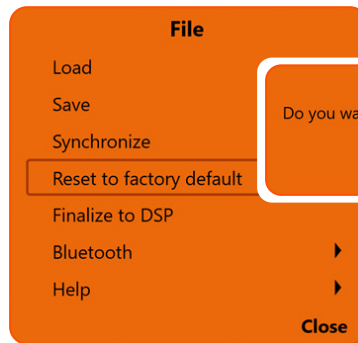 File
Load
Save
Do you wa
Synchronize
Reset to factory default
Finalize to DSP
Bluetooth
Help
Close